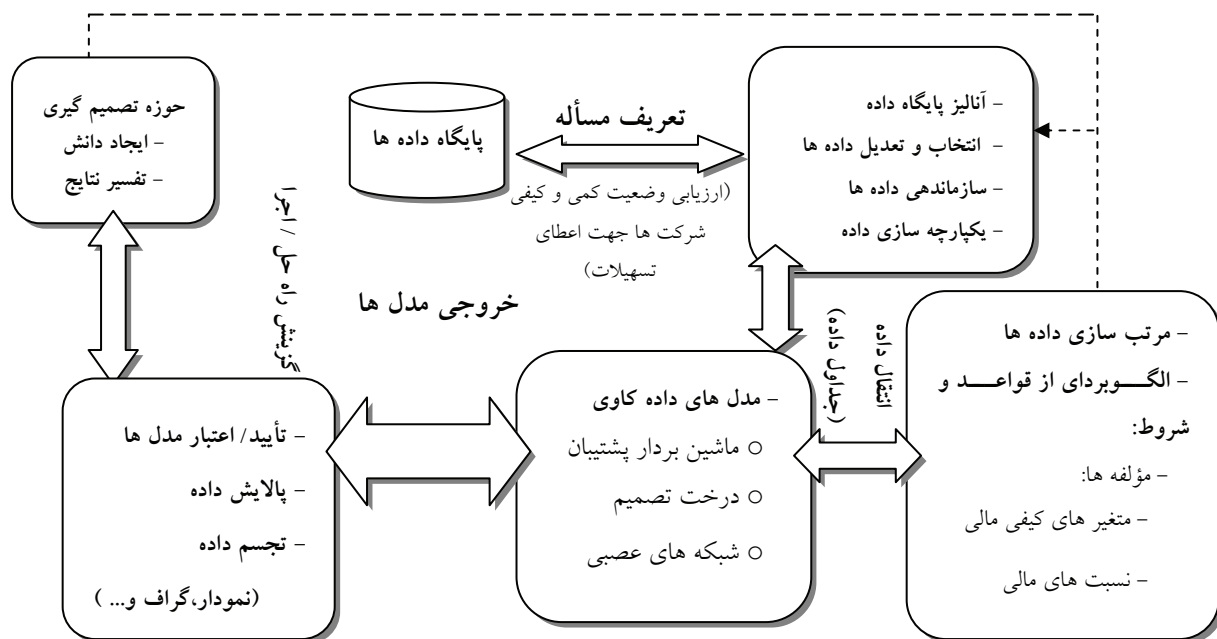 – آنالیز پایگاه داده
– انتخاب و تعدیل داده ها
– سازماندهی داده ها
– یکپارچه سازی داده
تعریف مسأله
(ارزیابی وضعیت کمی و کیفی
شرکت ها جهت اعطای
تسهیلات)
پایگاه داده ها
حوزه تصمیم گیری
– ایجاد دانش
– تفسیر نتایج
گزینش راه حل / اجرا
خروجی مدل ها
انتقال داده
(جداول داده)
– مرتب سازی داده ها
– الگـــوبردای از قواعــــد و
شروط:
– مؤلفه ها:
– متغیر های کیفی مالی
– نسبت های مالی
– مدل های داده کاوی
○ ماشین بردار پشتیبان
○ درخت تصمیم
○ شبکه های عصبی
– تأیید/ اعتبار مدل ها
– پالایش داده
– تجسم داده
(نمودار،گراف و... )